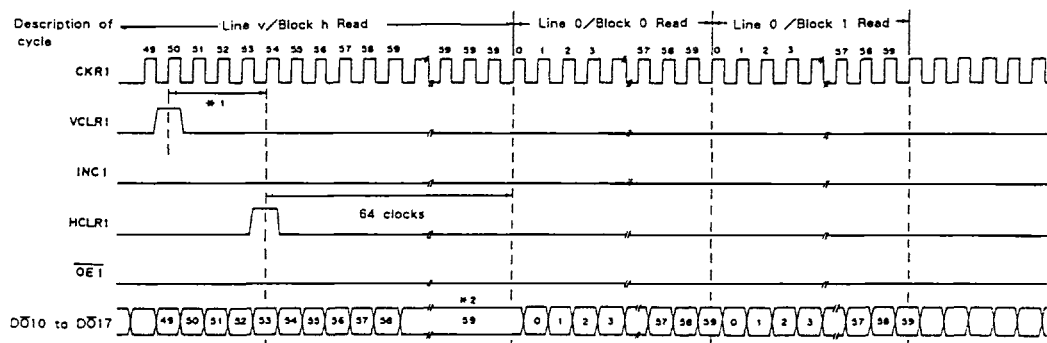 Description of cycle
Line v/Block h Read
Line 0/Block 0 Read
Line 0/Block 1 Read
49 50 51 52 53 54 55 56 57 58 59 59 59 59 0 1 2 3 57 58 59 0 1 2 3 57 58 59
CKR1
*1
VCLR1
INC1
HCLR1
64 clocks
OE1
*2
DO10 to DO17
49 50 51 52 53 54 55 56 57 58 59 0 1 2 3 57 58 59 0 1 2 3 57 58 59